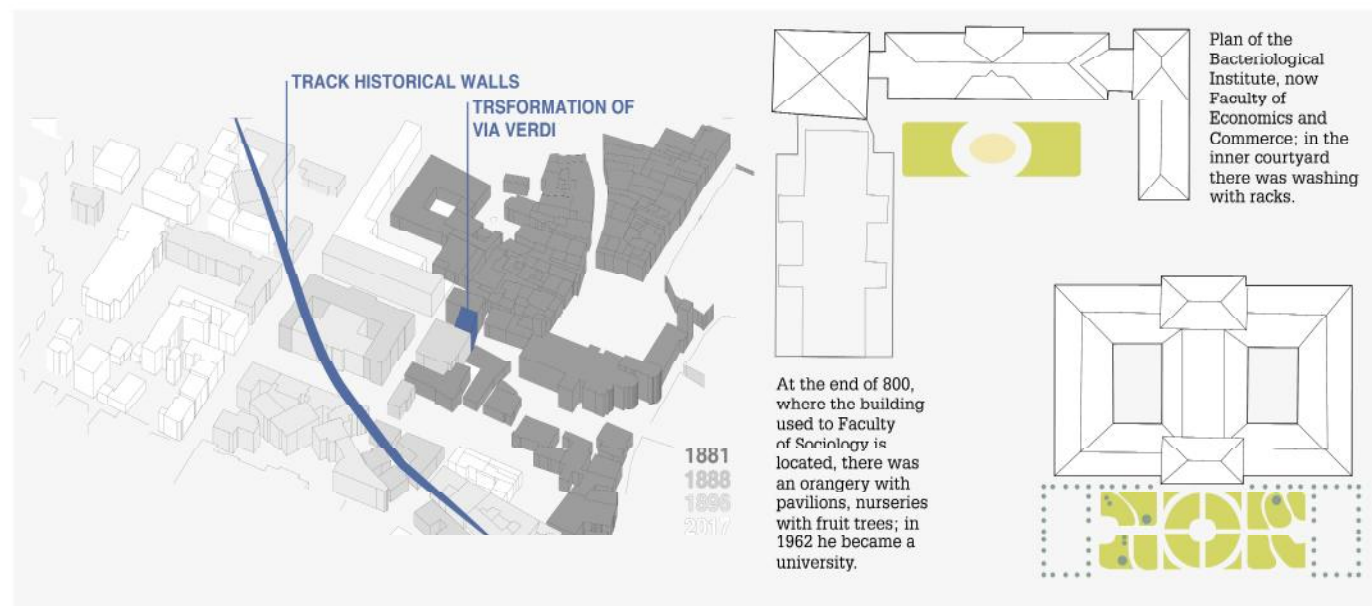 TRACK HISTORICAL WALLS
TRSFORMATION OF
VIA VERDI
1881
1888
1896
2017
Plan of the
Bacteriological
Institute, now
Faculty of
Economics and
Commerce; in the
inner courtyard
there was washing
with racks.
At the end of 800,
where the building
used to Faculty
of Sociology is
located, there was
an orangery with
pavilions, nurseries
with fruit trees; in
1962 he became a
university.